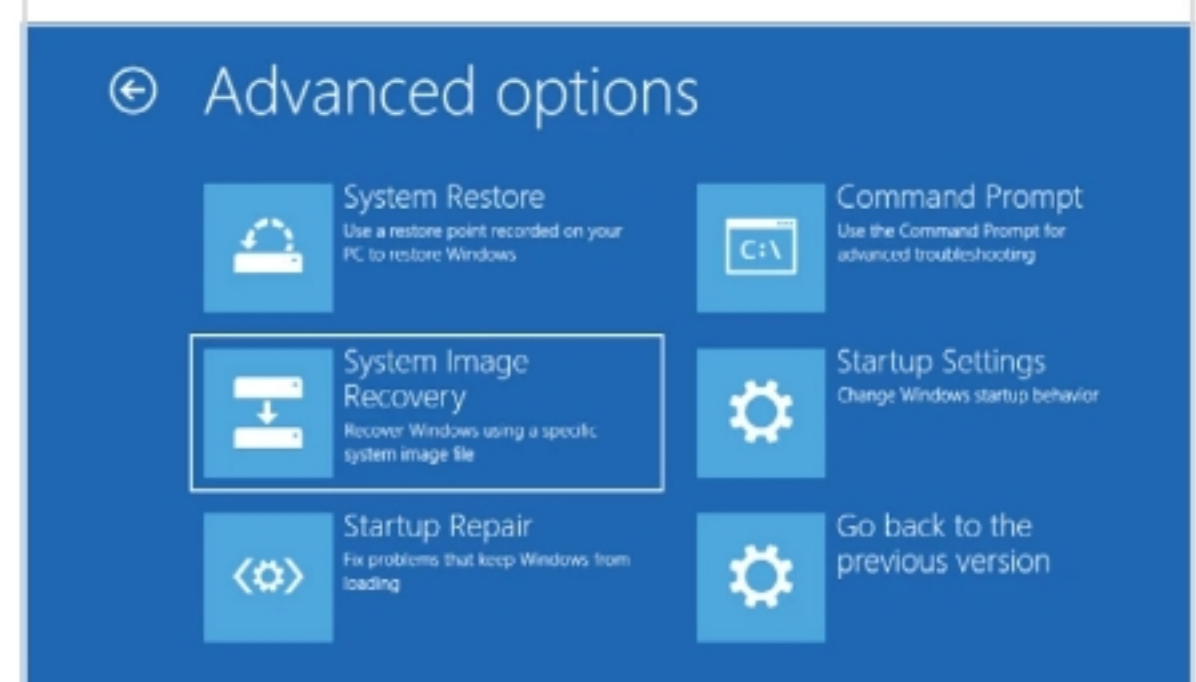 Advanced options
System Restore
Use a restore point recorded on your
PC to restore Windows
Command Prompt
Use the Command Prompt for
advanced troubleshooting
C:\
System Image
Recovery
Recover Windows using a specific
system image file
Startup Settings
Change Windows startup behavior
Startup Repair
Fix problems that keep Windows from
loading
Go back to the
previous version